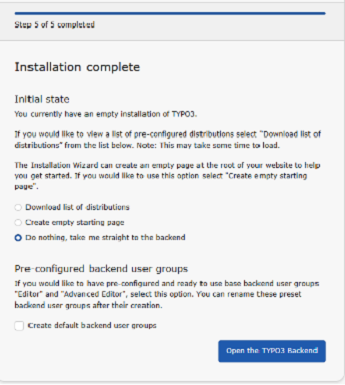 Step 5 of 5 completed
Installation complete
Initial state
You currently have an empty installation of TYPO3.
If you would like to view a list of pre-configured distributions select "Download list of
distributions" from the list below. Note: This may take some time to load.
The Installation Wizard can create an empty page at the root of your website to help
you get started. If you would like to use this option select "Create empty starting
page".
Download list of distributions
Create empty starting page
Do nothing, take me straight to the backend
Pre-configured backend user groups
If you would like to have pre-configured and ready to use base backend user groups
"Editor" and "Advanced Editor", select this option. You can rename these preset
backend user groups after their creation.
Create default backend user groups
Open the TYPO3 Backend